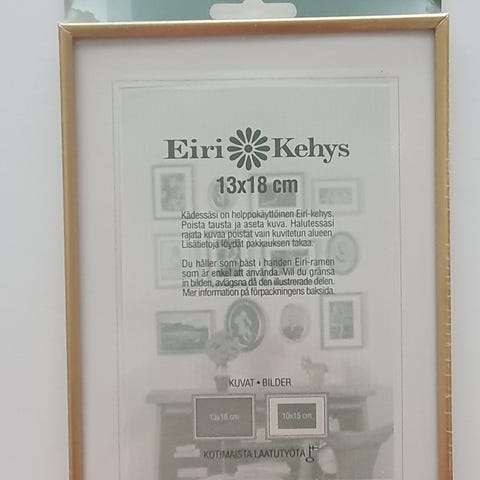 Eiri Kehys
13x18 cm
Kädessäsi on helppokäyttöinen Eiri-kehys.
Poista tausta ja aseta kuva. Halutessasi
rajata kuvaa poistat vain kuvitetun alueen.
Lisätietoja löydät pakkauksen takaa.
Du håller som bäst i handen Eiri-ramen
som är enkel att använda. Vill du gränsa
in bilden, avlägsna då den illustrerade delen.
Mer information på förpackningens baksida.
KUVAT • BILDER
13x18 cm
10x15 cm
KOTIMAISTA LAATUTYÖTÄ